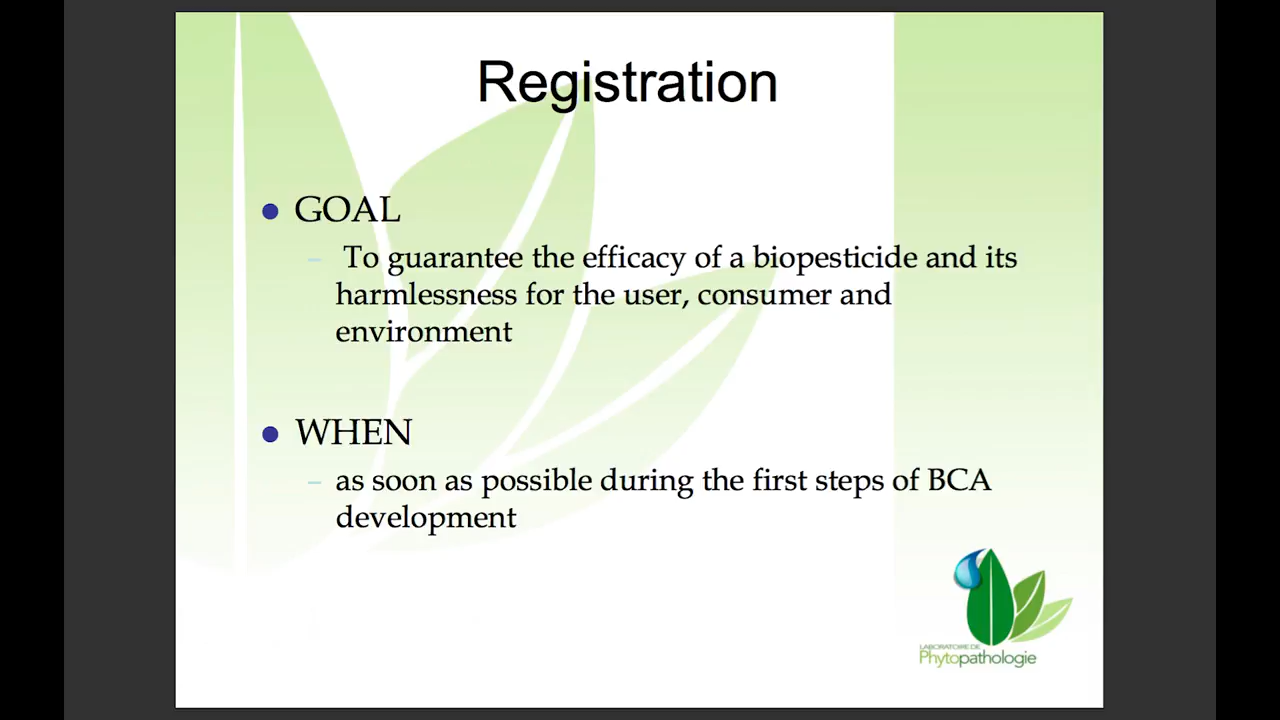 Registration
● GOAL
– To guarantee the efficacy of a biopesticide and its
harmlessness for the user, consumer and
environment
● WHEN
– as soon as possible during the first steps of BCA
development
LABORATOIRE DE
Phytopathologie